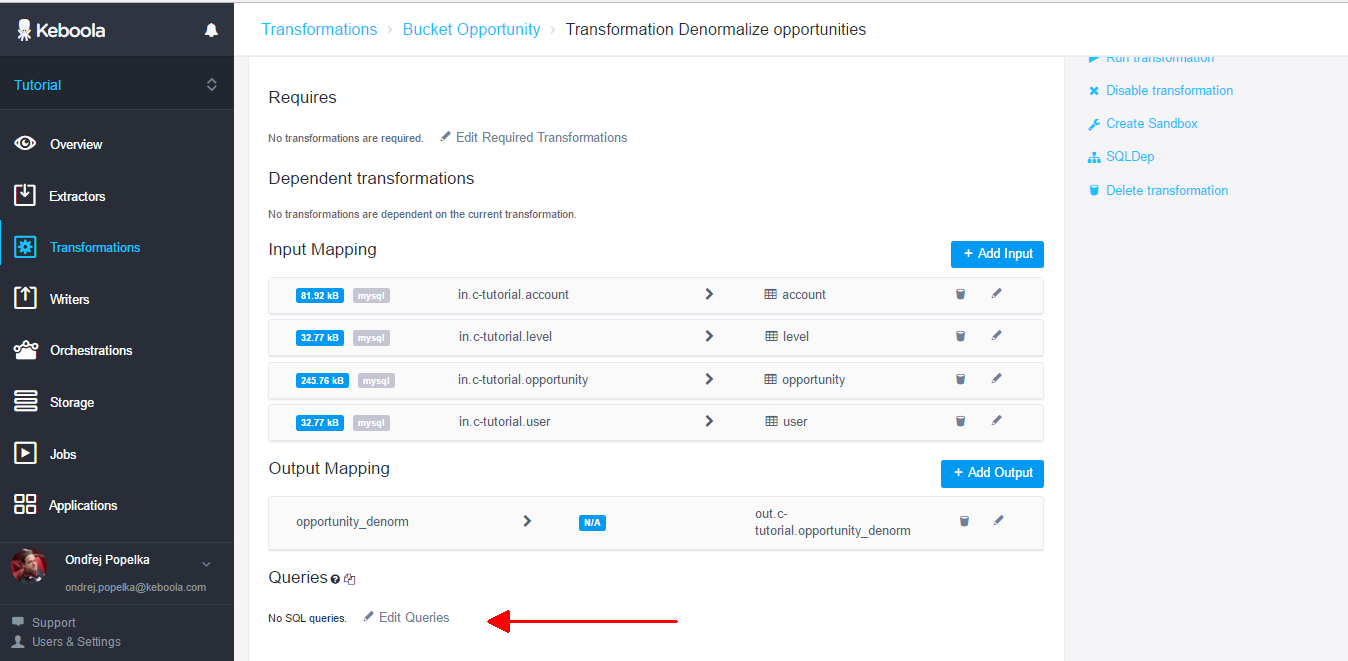 Keboola
Transformations > Bucket Opportunity > Transformation Denormalize opportunities
Tutorial
Overview
Extractors
Transformations
Writers
Orchestrations
Storage
Jobs
Applications
Ondřej Popelka
ondrej.popelka@keboola.com
Support
Users & Settings
Requires
No transformations are required. Edit Required Transformations
Dependent transformations
No transformations are dependent on the current transformation.
Input Mapping
+ Add Input
81.92 kB mysql in.c-tutorial.account > account
32.77 kB mysql in.c-tutorial.level > level
245.76 kB mysql in.c-tutorial.opportunity > opportunity
32.77 kB mysql in.c-tutorial.user > user
Output Mapping
+ Add Output
opportunity_denorm > N/A out.c-
tutorial.opportunity_denorm
Queries
No SQL queries. Edit Queries
Run transformation
Disable transformation
Create Sandbox
SQLDep
Delete transformation